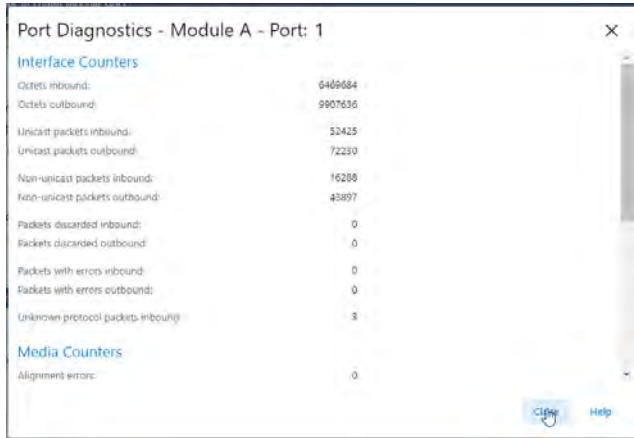 Port Diagnostics - Module A - Port: 1
Interface Counters
Octets inbound: 6469684
Octets outbound: 9907636
Unicast packets inbound: 52425
Unicast packets outbound: 72230
Non-unicast packets inbound: 16288
Non-unicast packets outbound: 43897
Packets discarded inbound: 0
Packets discarded outbound: 0
Packets with errors inbound: 0
Packets with errors outbound: 0
Unknown protocol packets inbound: 3
Media Counters
Alignment errors: 0
Close Help